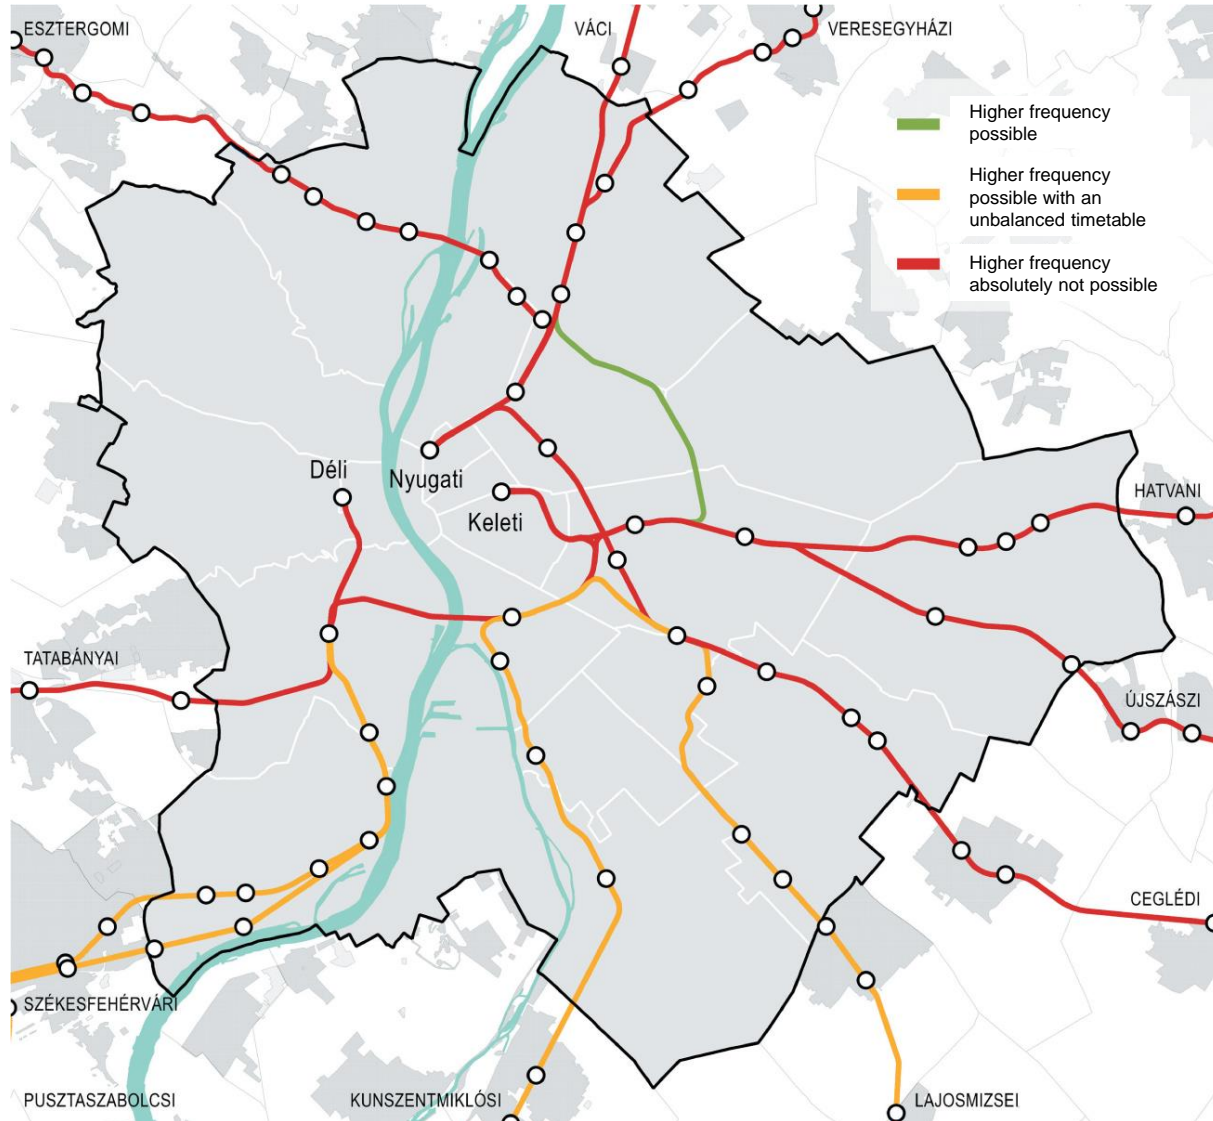 ESZTERGOMI
VÁCI
VERESEGYHÁZI
Higher frequency
possible
Higher frequency
possible with an
unbalanced timetable
Higher frequency
absolutely not possible
Déli
Nyugati
Keleti
HATVANI
TATABÁNYAI
ÚJSZÁSZI
CEGLÉDI
SZÉKESFEHÉRVÁRI
PUSZTASZABOLCSI
KUNSZENTMIKLÓSI
LAJOSMIZSEI